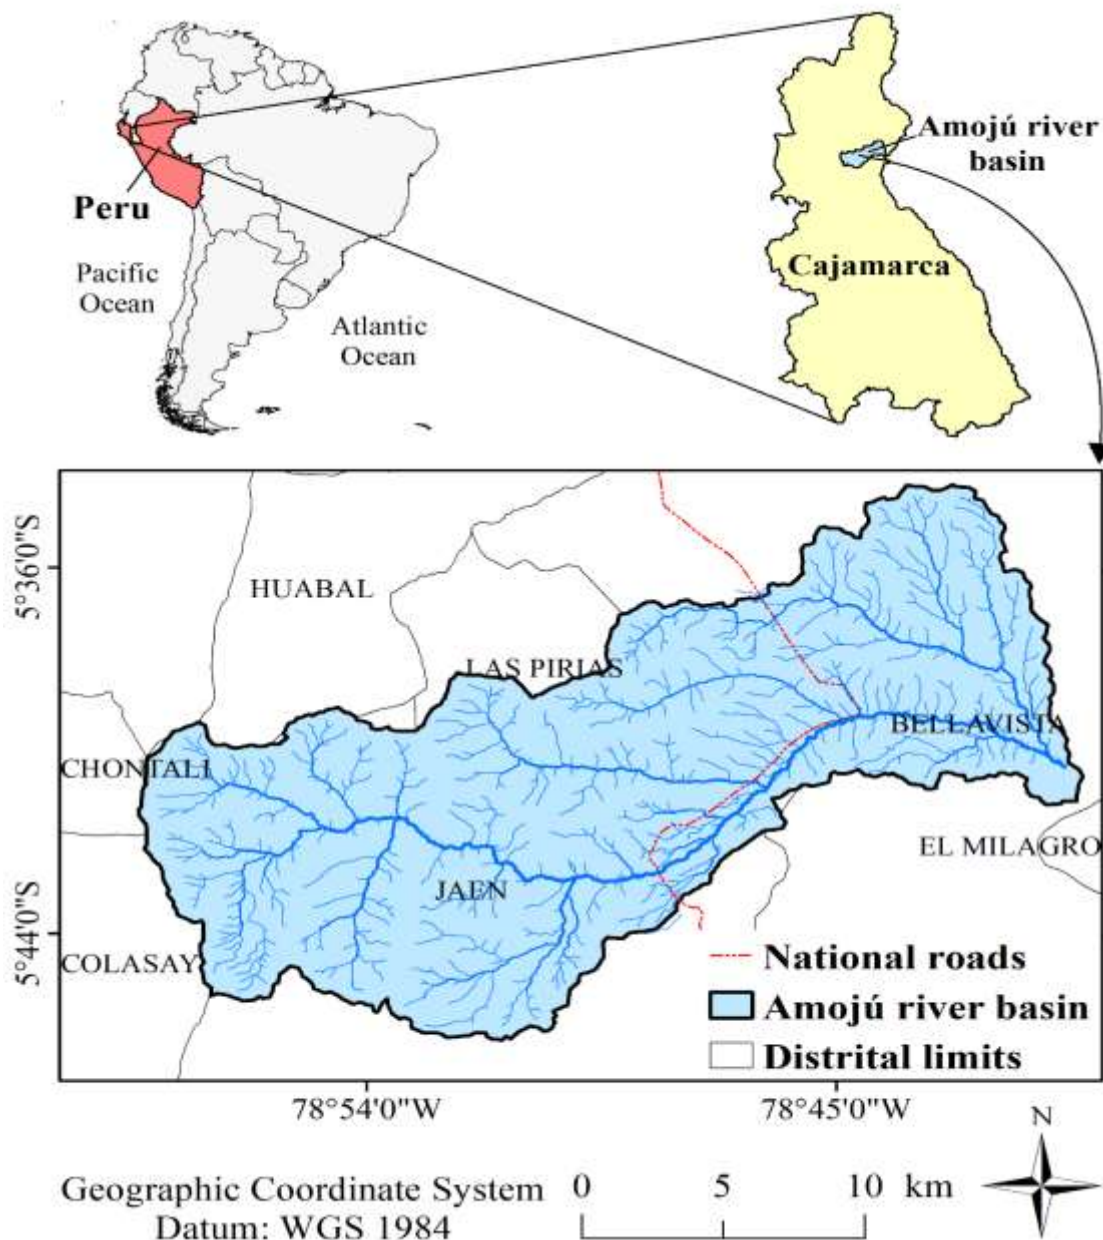 Peru
Pacific
Ocean
Atlantic
Ocean
Amojú river
basin
Cajamarca
5°36'0"S
5°44'0"S
HUABAL
LAS PIRIAS
BELLAVISTA
CHONTALI
EL MILAGRO
JAEN
COLASAY
National roads
Amojú river basin
Distrital limits
78°54'0"W
78°45'0"W
N
Geographic Coordinate System
Datum: WGS 1984
0 5 10 km